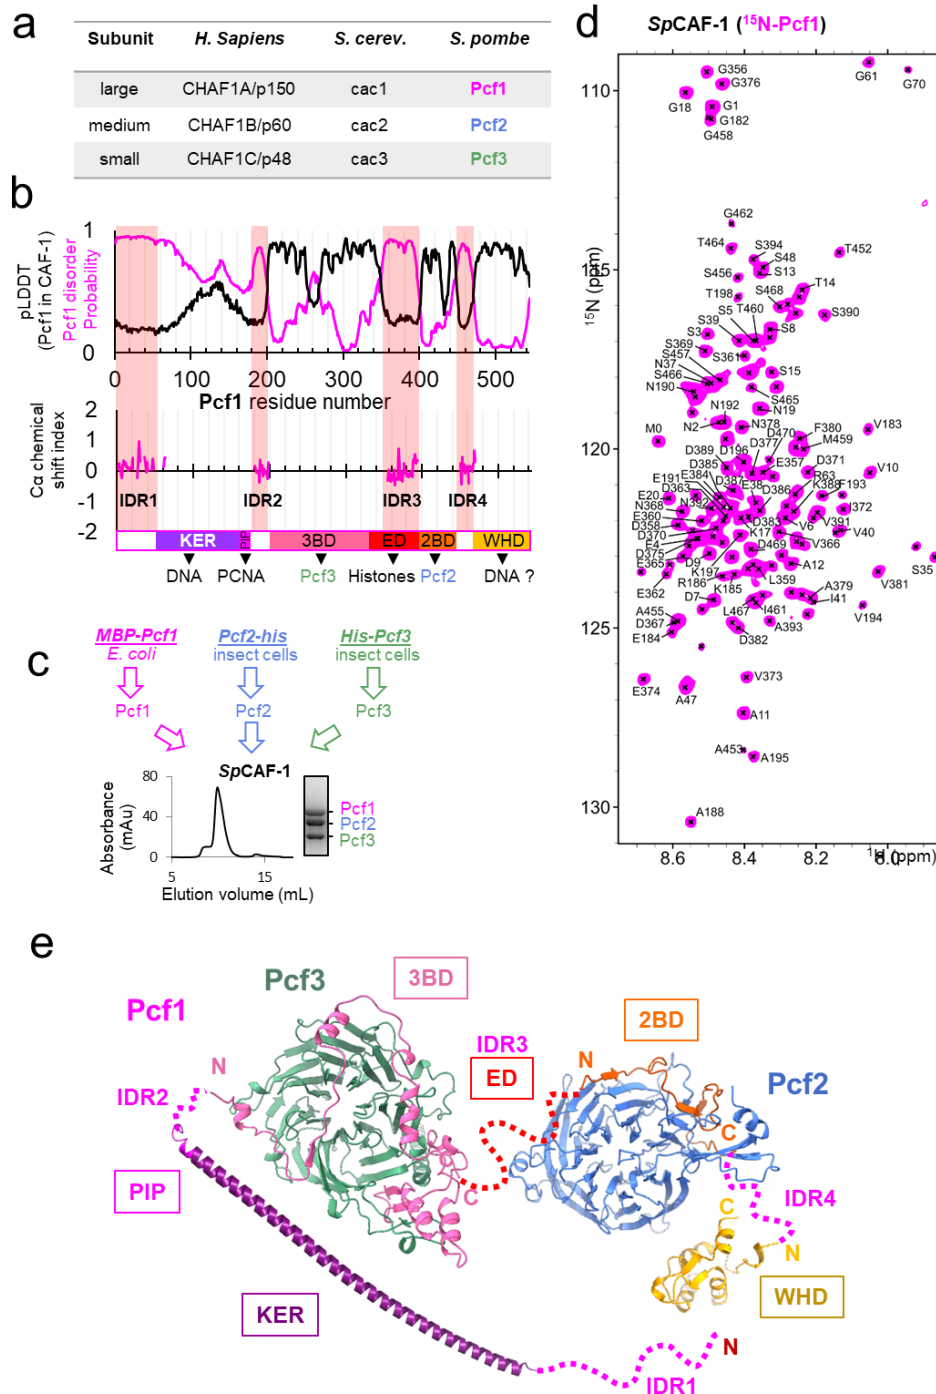 a
Subunit H. Sapiens S. cerev. S. pombe
large CHAF1A/p150 cac1 Pcf1
medium CHAF1B/p60 cac2 Pcf2
small CHAF1C/p48 cac3 Pcf3
b
pLDDT
(Pcf1 in CAF-1)
Pcf1 disorder
Probability
1
0
0 100 200 300 400 500
Pcf1 residue number
Cα chemical
shift index
2
1
0
-1
-2
IDR1 IDR2 IDR3 IDR4
KER PIP 3BD ED 2BD WHD
DNA PCNA Pcf3 Histones Pcf2 DNA ?
c
MBP-Pcf1 Pcf2-his His-Pcf3
E. coli insect cells insect cells
Pcf1 Pcf2 Pcf3
SpCAF-1
Absorbance
(mAu)
80
40
0
5 15
Elution volume (mL)
Pcf1
Pcf2
Pcf3
d
SpCAF-1 (¹⁵N-Pcf1)
¹⁵N (ppm)
110
115
120
125
130
8.6 8.4 8.2 8.0
¹H (ppm)
G356
G376
G61
G70
G18
G1
G182
G458
G462
T464
S394
S48
S13
T452
S456
S468
T14
T198
S390
S39
S5
T460
S8
S3
S369
S361
S457
N37
S466
S15
N190
S465
N192
N19
N2
N378
F380
V183
M0
D470
M459
D377
D389
D196
E357
D371
D385
E384
R63
V10
E191
D387
E38
D386
K388
F193
D363
E20
N392
N368
I372
E360
D383
V6
V391
D358
K17
V40
D370
V366
E4
D469
D375
D9
A12
S35
E365
K197
L359
E362
R186
K185
A379
V381
D7
I41
L467
I461
V194
A455
D367
A393
E184
D382
E374
V373
A47
A11
A453
A195
A188
e
Pcf3
3BD
Pcf1
2BD
IDR3
N
N
ED
Pcf2
IDR2
C
C
IDR4
PIP
C
N
WHD
KER
N
IDR1